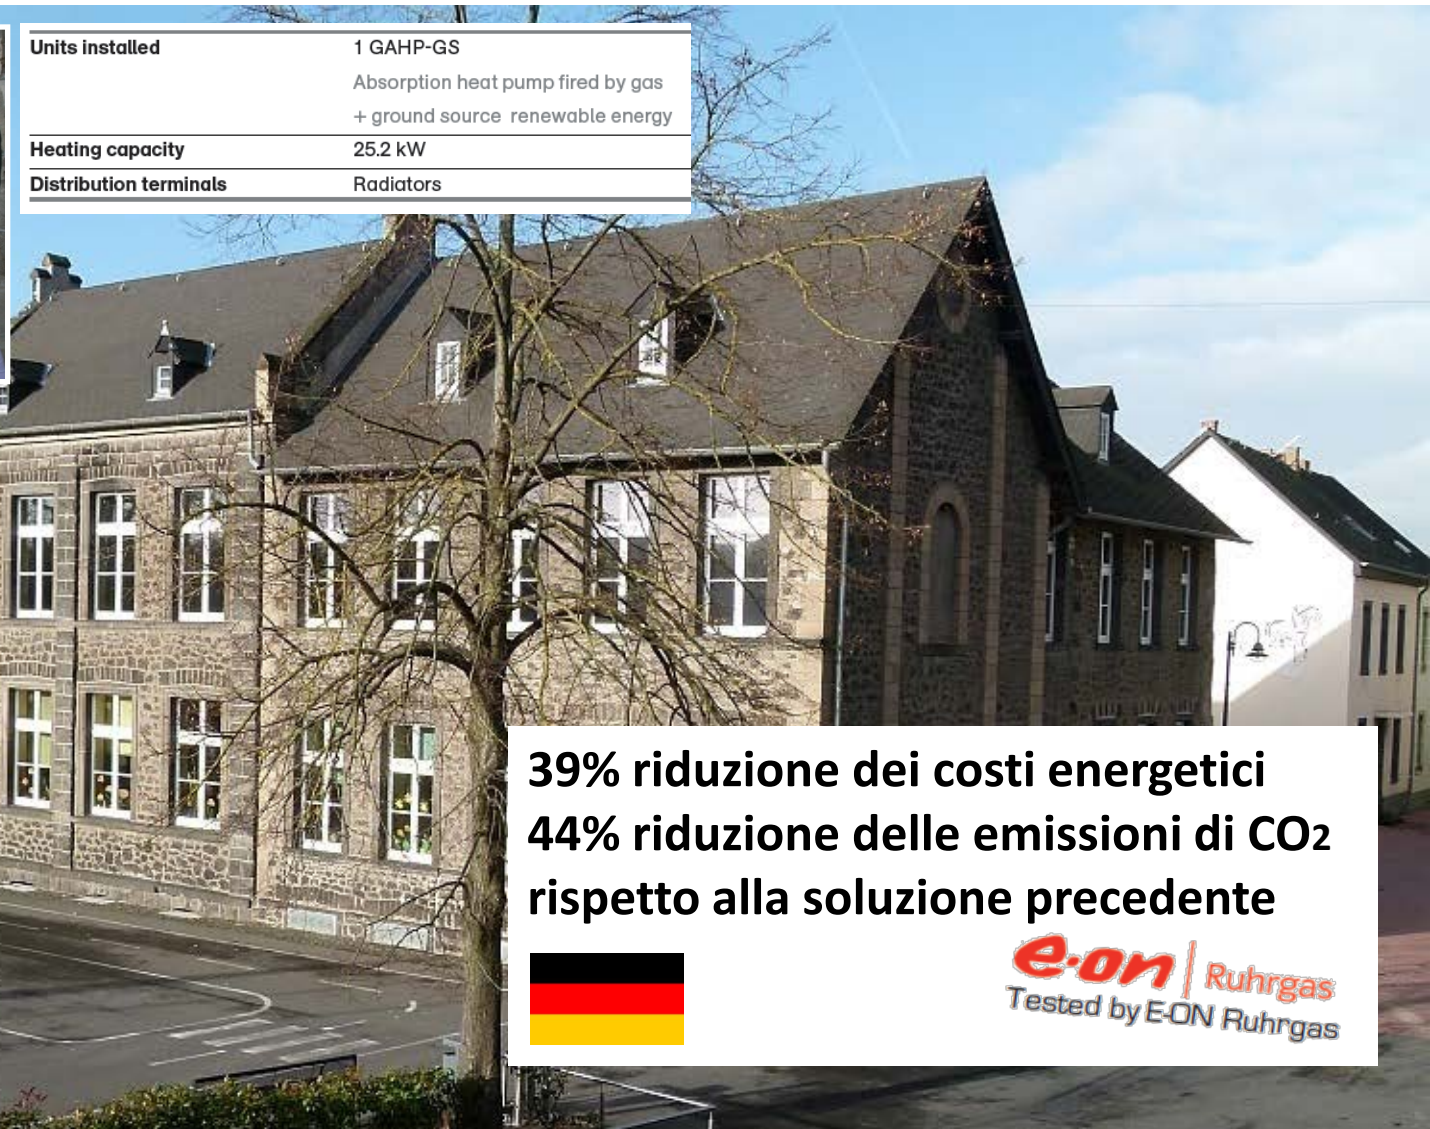 Units installed 1 GAHP-GS
Absorption heat pump fired by gas
+ ground source renewable energy
Heating capacity 25.2 kW
Distribution terminals Radiators
39% riduzione dei costi energetici
44% riduzione delle emissioni di CO2
rispetto alla soluzione precedente
e·on | Ruhrgas
Tested by E-ON Ruhrgas